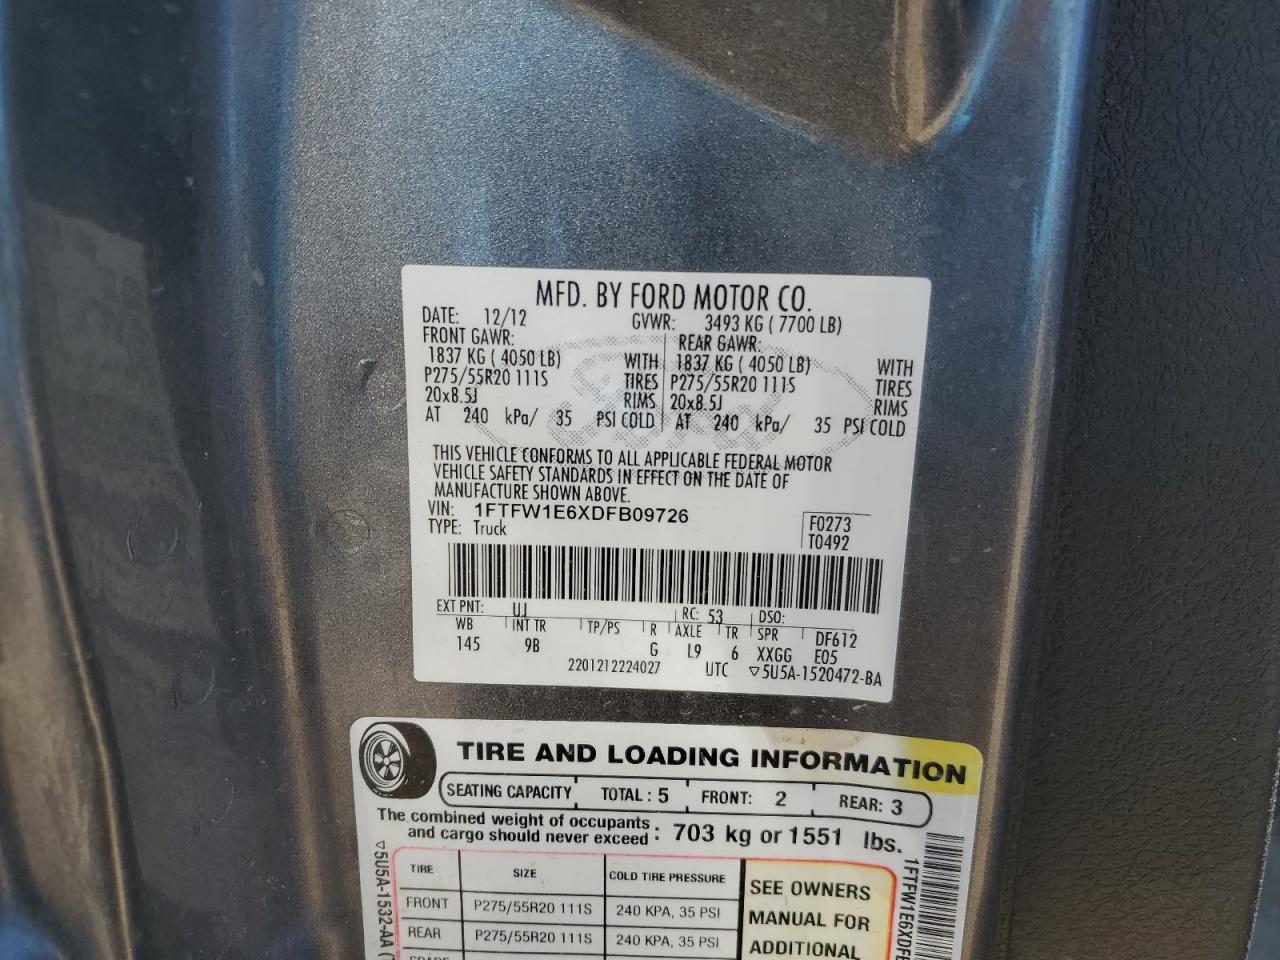 MFD. BY FORD MOTOR CO.
DATE: 12/12 GVWR: 3493 KG ( 7700 LB)
FRONT GAWR: REAR GAWR:
1837 KG ( 4050 LB) WITH 1837 KG ( 4050 LB) WITH
P275/55R20 111S TIRES P275/55R20 111S TIRES
20x8.5J RIMS 20x8.5J RIMS
AT 240 kPa/ 35 PSI COLD AT 240 kPa/ 35 PSI COLD
THIS VEHICLE CONFORMS TO ALL APPLICABLE FEDERAL MOTOR
VEHICLE SAFETY STANDARDS IN EFFECT ON THE DATE OF
MANUFACTURE SHOWN ABOVE.
VIN: 1FTFW1E6XDFB09726 F0273
TYPE: Truck T0492
EXT PNT: UJ RC: 53 DSO:
WB INT TR TP/PS R AXLE TR SPR DF612
145 9B G L9 6 XXGG E05
2201212224027 UTC ▽5U5A-1520472-BA
TIRE AND LOADING INFORMATION
SEATING CAPACITY TOTAL : 5 FRONT: 2 REAR: 3
The combined weight of occupants
and cargo should never exceed : 703 kg or 1551 lbs.
TIRE SIZE COLD TIRE PRESSURE
FRONT P275/55R20 111S 240 KPA, 35 PSI
REAR P275/55R20 111S 240 KPA, 35 PSI
SEE OWNERS
MANUAL FOR
ADDITIONAL
▽5U5A-1532-AA
1FTFW1E6XDF